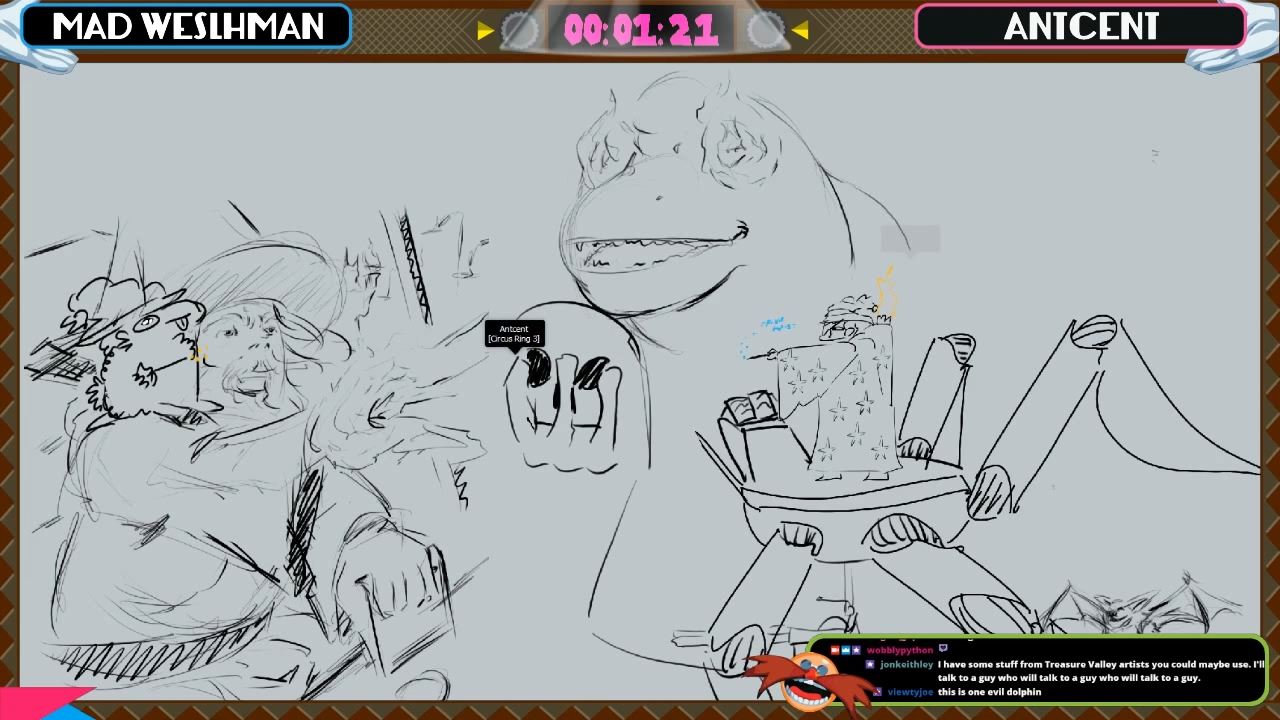 MAD WESLHMAN
00:01:21
ANTCENT
Antcent
[Circus Ring 3]
wobblypython
jonkeithley I have some stuff from Treasure Valley artists you could maybe use. I'll
talk to a guy who will talk to a guy who will talk to a guy.
viewtyjoe this is one evil dolphin